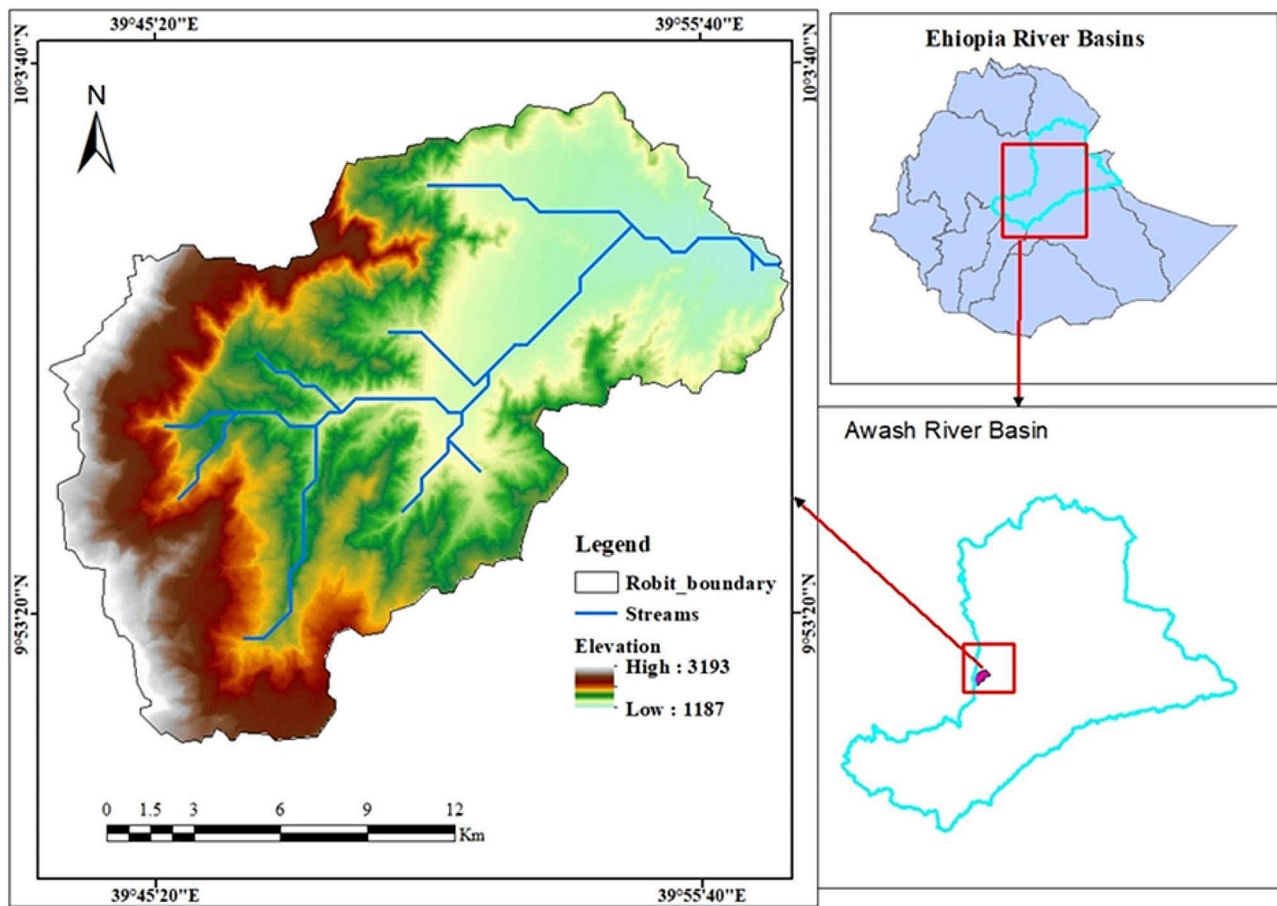 39°45'20"E
39°55'40"E
10°3'40"N
10°3'40"N
N
9°53'20"N
9°53'20"N
Legend
Robit_boundary
Streams
Elevation
High : 3193
Low : 1187
0 1.5 3 6 9 12
Km
39°45'20"E
39°55'40"E
Ehiopia River Basins
Awash River Basin